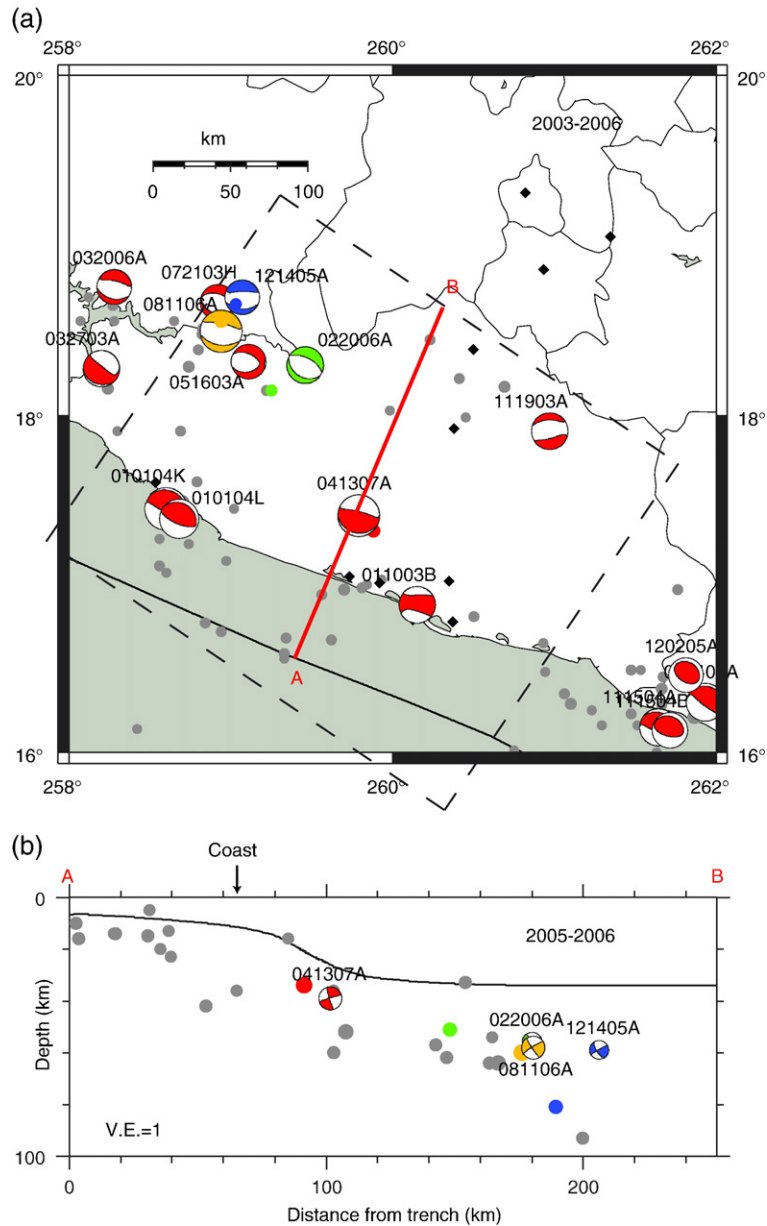 (a)
258° 260° 262°
20° 20°
2003-2006
km
0 50 100
032006A
072103H
121405A
B
081106A
032703A
022006A
051603A
18° 18°
111903A
010104K
041307A
010104L
011003B
120205A
A
111504A
111504B
16° 16°
258° 260° 262°
(b)
Coast
A B
0
2005-2006
041307A
Depth (km)
022006A
121405A
081106A
V.E.=1
100
0 100 200
Distance from trench (km)